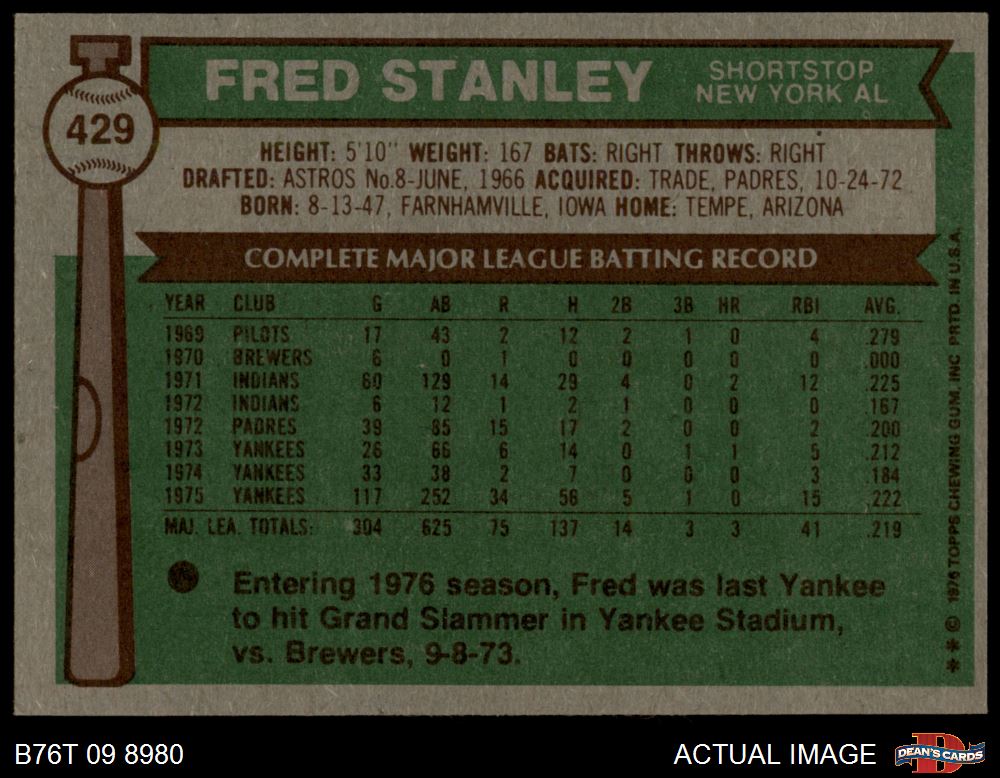 429
FRED STANLEY
SHORTSTOP
NEW YORK AL
HEIGHT: 5'10" WEIGHT: 167 BATS: RIGHT THROWS: RIGHT
DRAFTED: ASTROS No.8-JUNE, 1966 ACQUIRED: TRADE, PADRES, 10-24-72
BORN: 8-13-47, FARNHAMVILLE, IOWA HOME: TEMPE, ARIZONA
COMPLETE MAJOR LEAGUE BATTING RECORD
YEAR CLUB G AB R H 2B 3B HR RBI AVG.
1969 PILOTS 17 43 2 12 2 1 0 4 .279
1970 BREWERS 6 0 1 0 0 0 0 0 .000
1971 INDIANS 60 129 14 29 4 0 2 12 .225
1972 INDIANS 6 12 1 2 1 0 0 0 .167
1972 PADRES 39 85 15 17 2 0 0 2 .200
1973 YANKEES 26 66 6 14 0 1 1 5 .212
1974 YANKEES 33 38 2 7 0 0 0 3 .184
1975 YANKEES 117 252 34 56 5 1 0 15 .222
MAJ. LEA. TOTALS: 304 625 75 137 14 3 3 41 .219
Entering 1976 season, Fred was last Yankee
to hit Grand Slammer in Yankee Stadium,
vs. Brewers, 9-8-73.
** © 1976 TOPPS CHEWING GUM, INC PRTD. IN U.S.A.
B76T 09 8980
ACTUAL IMAGE
D
DEAN'S CARDS